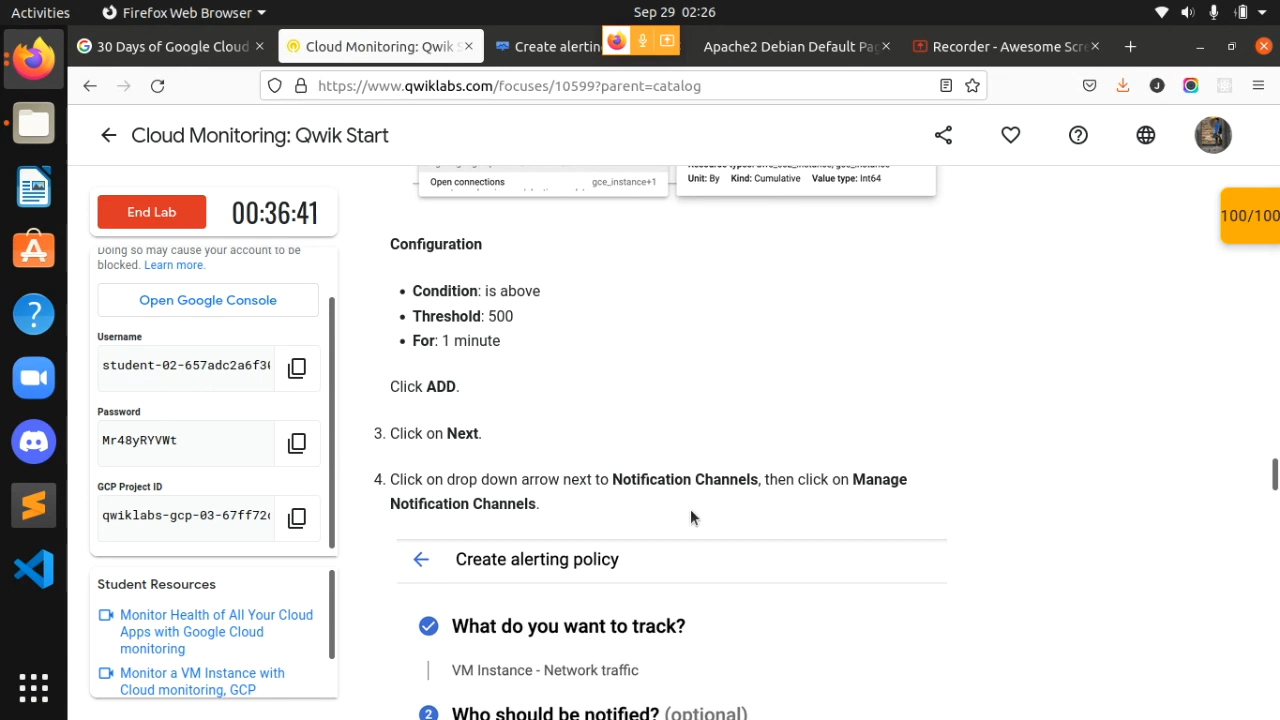 Activities
Firefox Web Browser
Sep 29 02:26
30 Days of Google Cloud
Cloud Monitoring: Qwik S
Create alertin
Apache2 Debian Default Pa
Recorder - Awesome Scr
https://www.qwiklabs.com/focuses/10599?parent=catalog
Cloud Monitoring: Qwik Start
End Lab
00:36:41
100/100
Doing so may cause your account to be
blocked. Learn more.
Open Google Console
Username
student-02-657adc2a6f3
Password
Mr48yRYVWt
GCP Project ID
qwiklabs-gcp-03-67ff72
Student Resources
Monitor Health of All Your Cloud
Apps with Google Cloud
monitoring
Monitor a VM Instance with
Cloud monitoring, GCP
Open connections
gce_instance+1
Unit: By Kind: Cumulative Value type: Int64
Configuration
• Condition: is above
• Threshold: 500
• For: 1 minute
Click ADD.
3. Click on Next.
4. Click on drop down arrow next to Notification Channels, then click on Manage
Notification Channels.
Create alerting policy
What do you want to track?
VM Instance - Network traffic
2 Who should be notified? (optional)